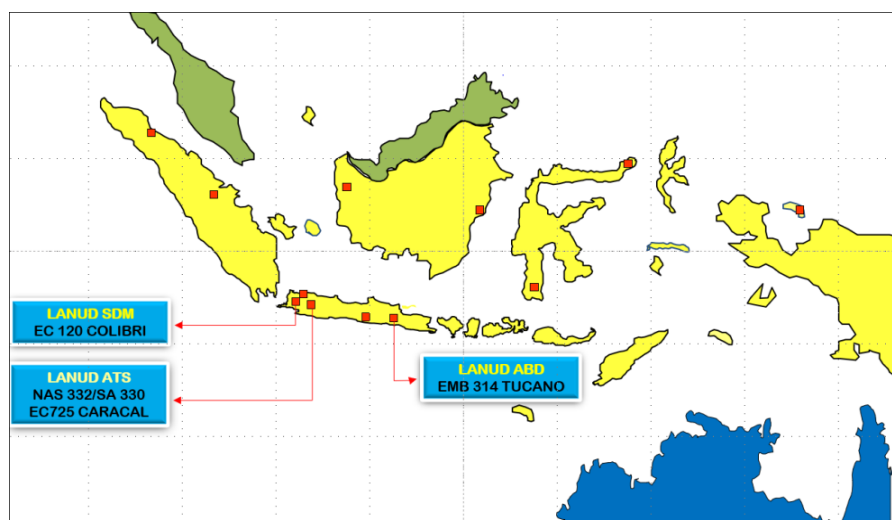 LANUD SDM
EC 120 COLIBRI
LANUD ATS
NAS 332/SA 330
EC725 CARACAL
LANUD ABD
EMB 314 TUCANO